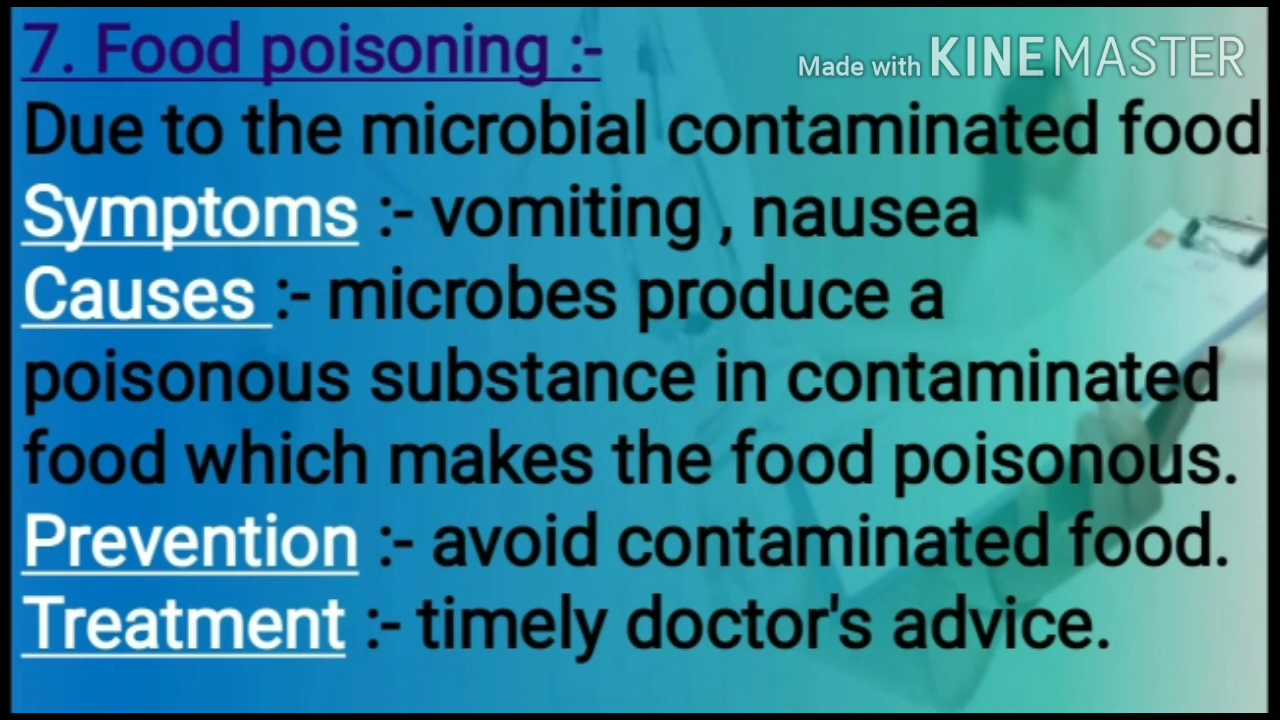 7. Food poisoning :-
Made with KINEMASTER
Due to the microbial contaminated food
Symptoms :- vomiting , nausea
Causes :- microbes produce a
poisonous substance in contaminated
food which makes the food poisonous.
Prevention :- avoid contaminated food.
Treatment :- timely doctor's advice.